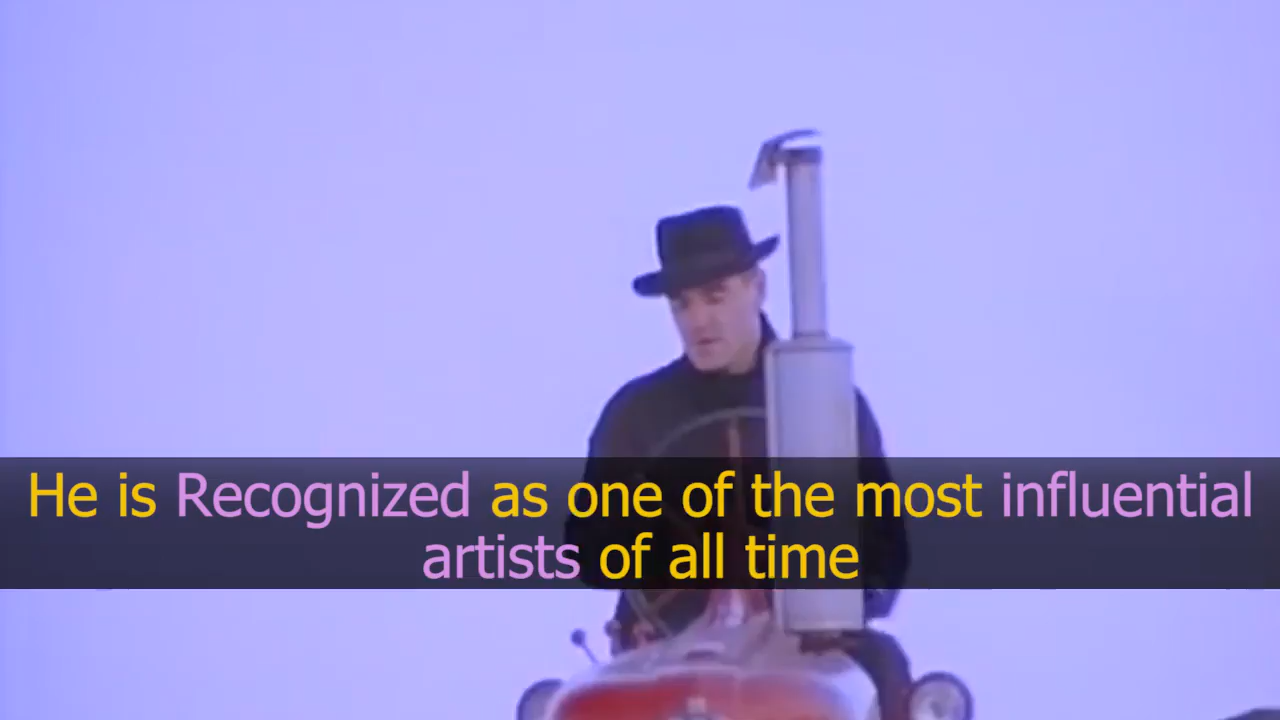 He is Recognized as one of the most influential
artists of all time